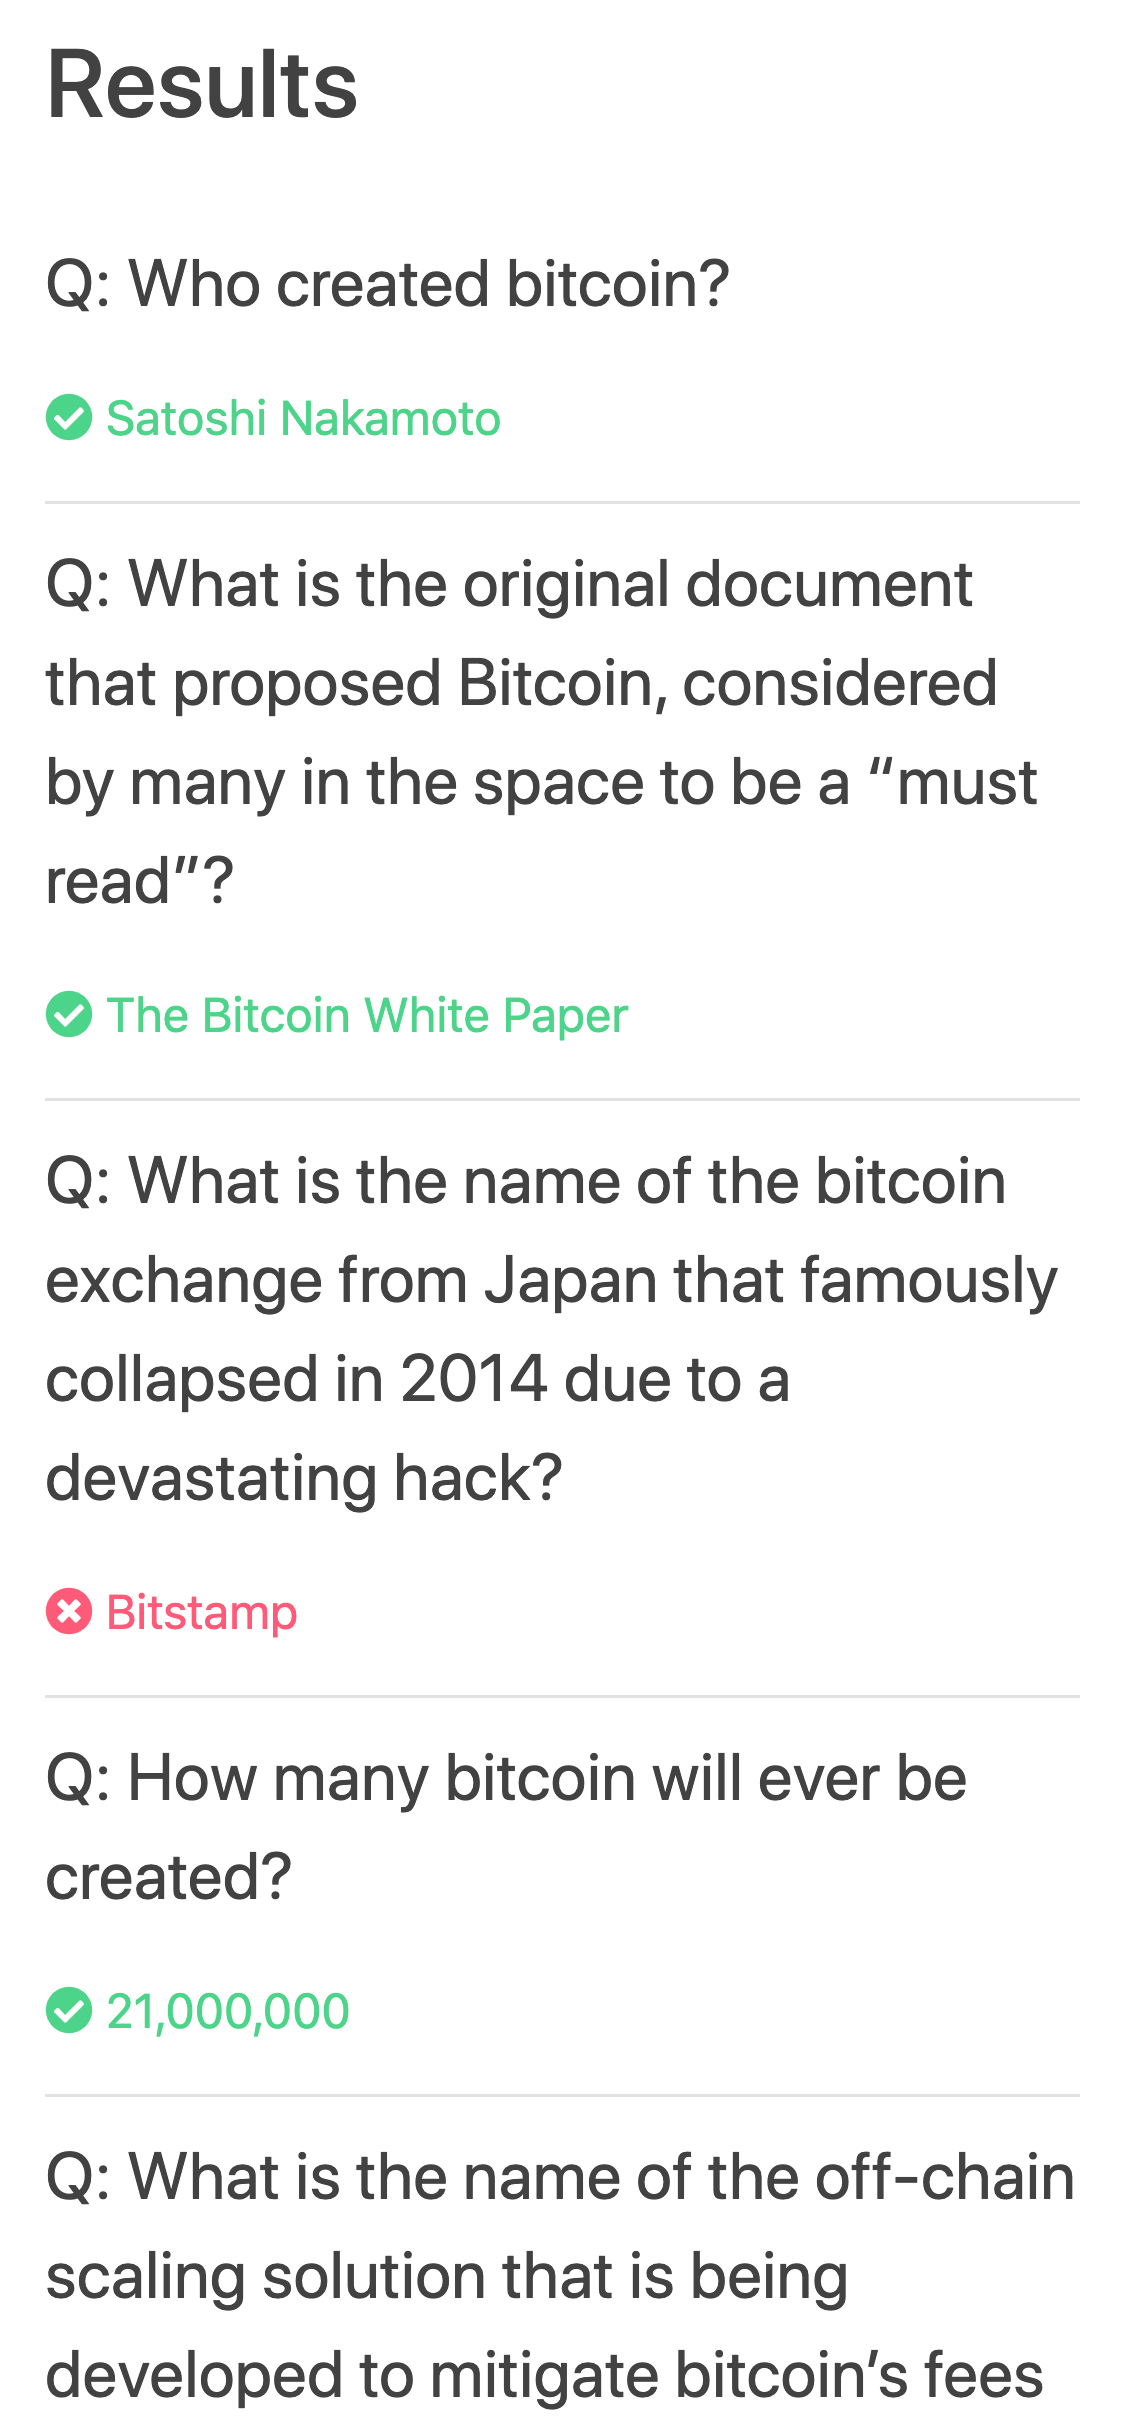 Results
Q: Who created bitcoin?
Satoshi Nakamoto
Q: What is the original document
that proposed Bitcoin, considered
by many in the space to be a “must
read”?
The Bitcoin White Paper
Q: What is the name of the bitcoin
exchange from Japan that famously
collapsed in 2014 due to a
devastating hack?
Bitstamp
Q: How many bitcoin will ever be
created?
21,000,000
Q: What is the name of the off-chain
scaling solution that is being
developed to mitigate bitcoin’s fees